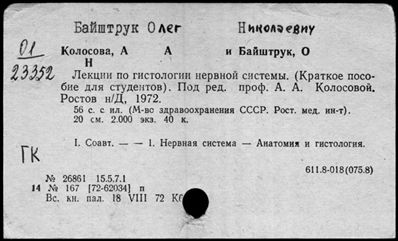 Байштрук Олег Николаевич
01
23352
Колосова, А А и Байштрук, О
Н
Лекции по гистологии нервной системы. (Краткое пособие для студентов). Под ред. проф. А. А. Колосовой.
Ростов н/Д, 1972.
56 с. с ил. (М-во здравоохранения СССР. Рост. мед. ин-т).
20 см. 2.000 экз. 40 к.
I. Соавт. — — 1. Нервная система — Анатомия и гистология.
ГК
611.8-018(075.8)
№ 26861 15.5.7.1
14 № 167 [72-62034] п
Вс. кн. пал. 18 VIII 72 Кб